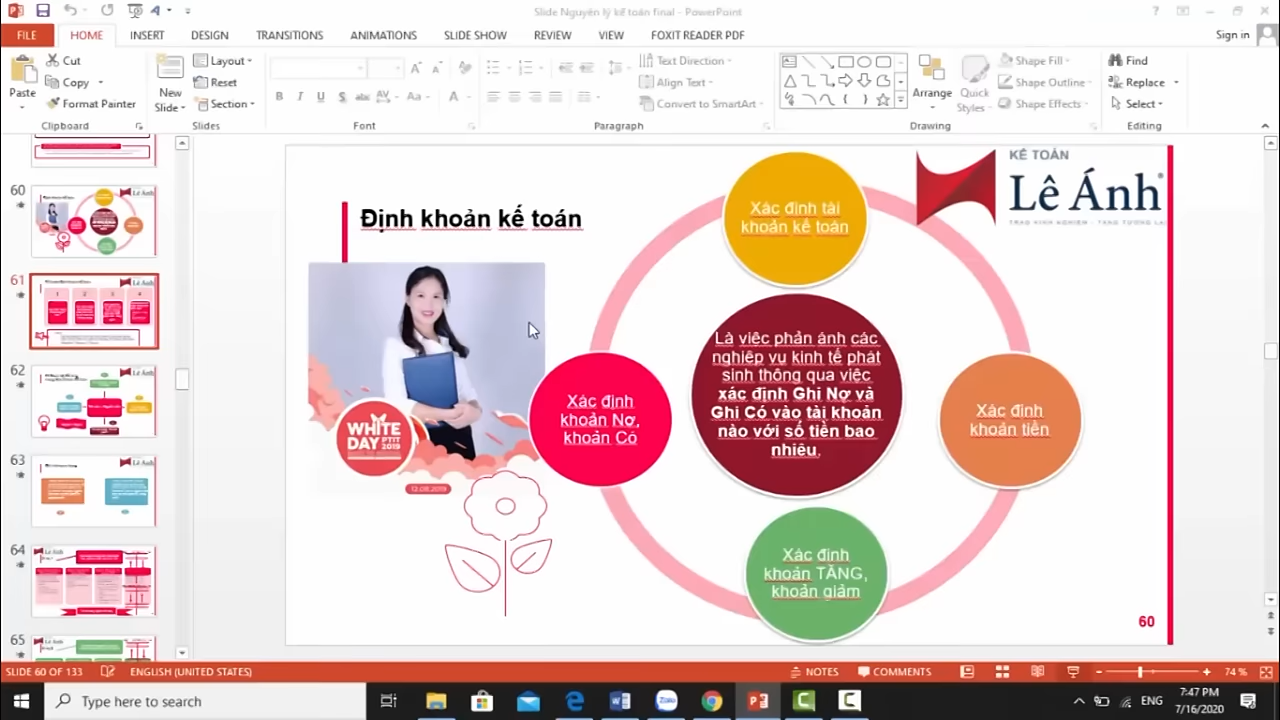 Slide Nguyên lý kế toán final - PowerPoint
FILE
HOME
INSERT
DESIGN
TRANSITIONS
ANIMATIONS
SLIDE SHOW
REVIEW
VIEW
FOXIT READER PDF
Sign in
Paste
Cut
Copy
Format Painter
Clipboard
New
Slide
Layout
Reset
Section
Slides
Font
Text Direction
Align Text
Convert to SmartArt
Paragraph
Arrange
Quick
Styles
Shape Fill
Shape Outline
Shape Effects
Drawing
Find
Replace
Select
Editing
60
61
62
63
64
65
Định khoản kế toán
KẾ TOÁN
Lê Ánh
WHITE
DAY PTIT
2019
12.08.2019
Xác định tài
khoản kế toán
Là việc phản ánh các
nghiệp vụ kinh tế phát
sinh thông qua việc
xác định Ghi Nợ và
Ghi Có vào tài khoản
nào với số tiền bao
nhiêu.
Xác định
khoản Nợ,
khoản Có
Xác định
khoản tiền
Xác định
khoản TĂNG,
khoản giảm
60
SLIDE 60 OF 133
ENGLISH (UNITED STATES)
NOTES
COMMENTS
74 %
Type here to search
ENG
7:47 PM
7/16/2020